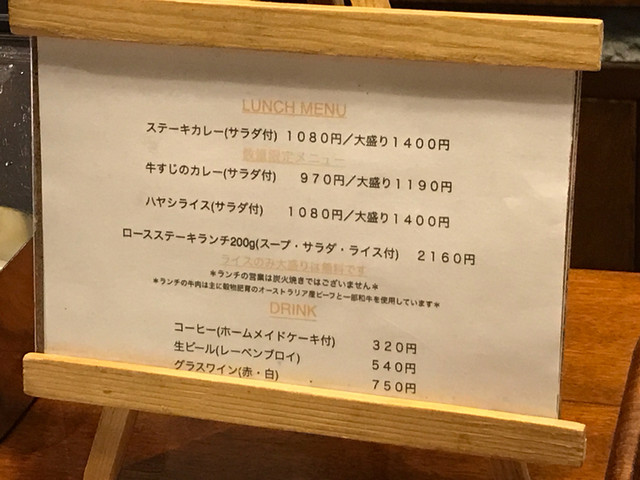 LUNCH MENU
ステーキカレー(サラダ付) 1080円／大盛り1400円
数量限定メニュー
牛すじのカレー(サラダ付) 970円／大盛り1190円
ハヤシライス(サラダ付) 1080円／大盛り1400円
ロースステーキランチ200g(スープ・サラダ・ライス付) 2160円
ライスのみ大盛りは無料です
＊ランチの営業は炭火焼きではございません＊
＊ランチの牛肉は主に穀物肥育のオーストラリア産ビーフと一部和牛を使用しています＊
DRINK
コーヒー(ホームメイドケーキ付) 320円
生ビール(レーベンブロイ) 540円
グラスワイン(赤・白) 750円